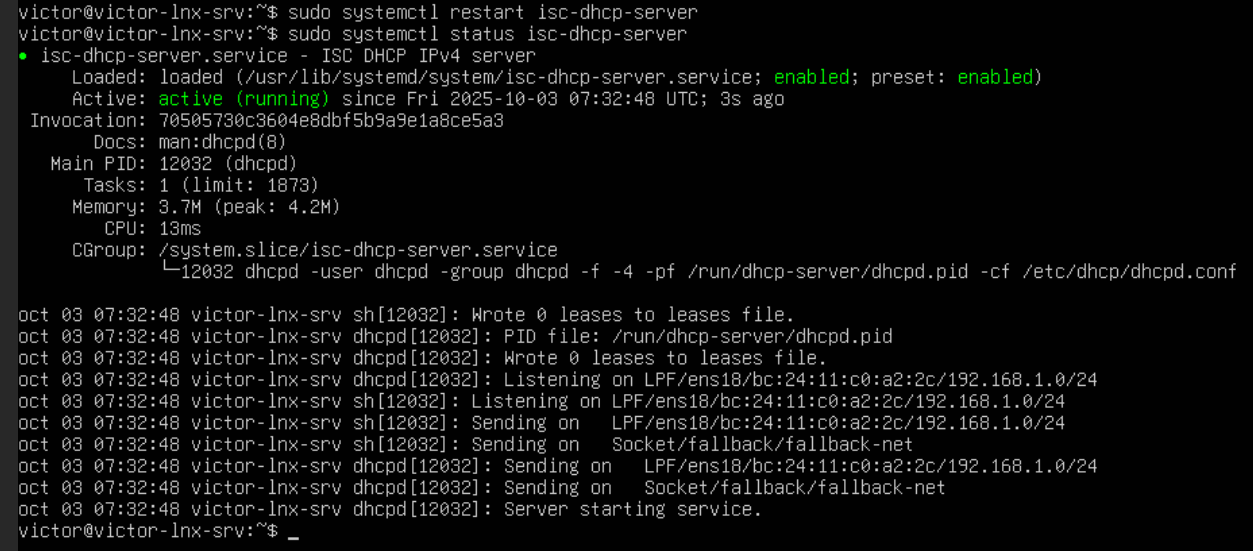 victor@victor-lnx-srv:~$ sudo systemctl restart isc-dhcp-server
victor@victor-lnx-srv:~$ sudo systemctl status isc-dhcp-server
● isc-dhcp-server.service - ISC DHCP IPv4 server
     Loaded: loaded (/usr/lib/systemd/system/isc-dhcp-server.service; enabled; preset: enabled)
     Active: active (running) since Fri 2025-10-03 07:32:48 UTC; 3s ago
 Invocation: 70505730c3604e8dbf5b9a9e1a8ce5a3
       Docs: man:dhcpd(8)
   Main PID: 12032 (dhcpd)
      Tasks: 1 (limit: 1873)
     Memory: 3.7M (peak: 4.2M)
        CPU: 13ms
     CGroup: /system.slice/isc-dhcp-server.service
             └─12032 dhcpd -user dhcpd -group dhcpd -f -4 -pf /run/dhcp-server/dhcpd.pid -cf /etc/dhcp/dhcpd.conf
oct 03 07:32:48 victor-lnx-srv sh[12032]: Wrote 0 leases to leases file.
oct 03 07:32:48 victor-lnx-srv dhcpd[12032]: PID file: /run/dhcp-server/dhcpd.pid
oct 03 07:32:48 victor-lnx-srv dhcpd[12032]: Wrote 0 leases to leases file.
oct 03 07:32:48 victor-lnx-srv dhcpd[12032]: Listening on LPF/ens18/bc:24:11:c0:a2:2c/192.168.1.0/24
oct 03 07:32:48 victor-lnx-srv sh[12032]: Listening on LPF/ens18/bc:24:11:c0:a2:2c/192.168.1.0/24
oct 03 07:32:48 victor-lnx-srv sh[12032]: Sending on   LPF/ens18/bc:24:11:c0:a2:2c/192.168.1.0/24
oct 03 07:32:48 victor-lnx-srv sh[12032]: Sending on   Socket/fallback/fallback-net
oct 03 07:32:48 victor-lnx-srv dhcpd[12032]: Sending on   LPF/ens18/bc:24:11:c0:a2:2c/192.168.1.0/24
oct 03 07:32:48 victor-lnx-srv dhcpd[12032]: Sending on   Socket/fallback/fallback-net
oct 03 07:32:48 victor-lnx-srv dhcpd[12032]: Server starting service.
victor@victor-lnx-srv:~$ _